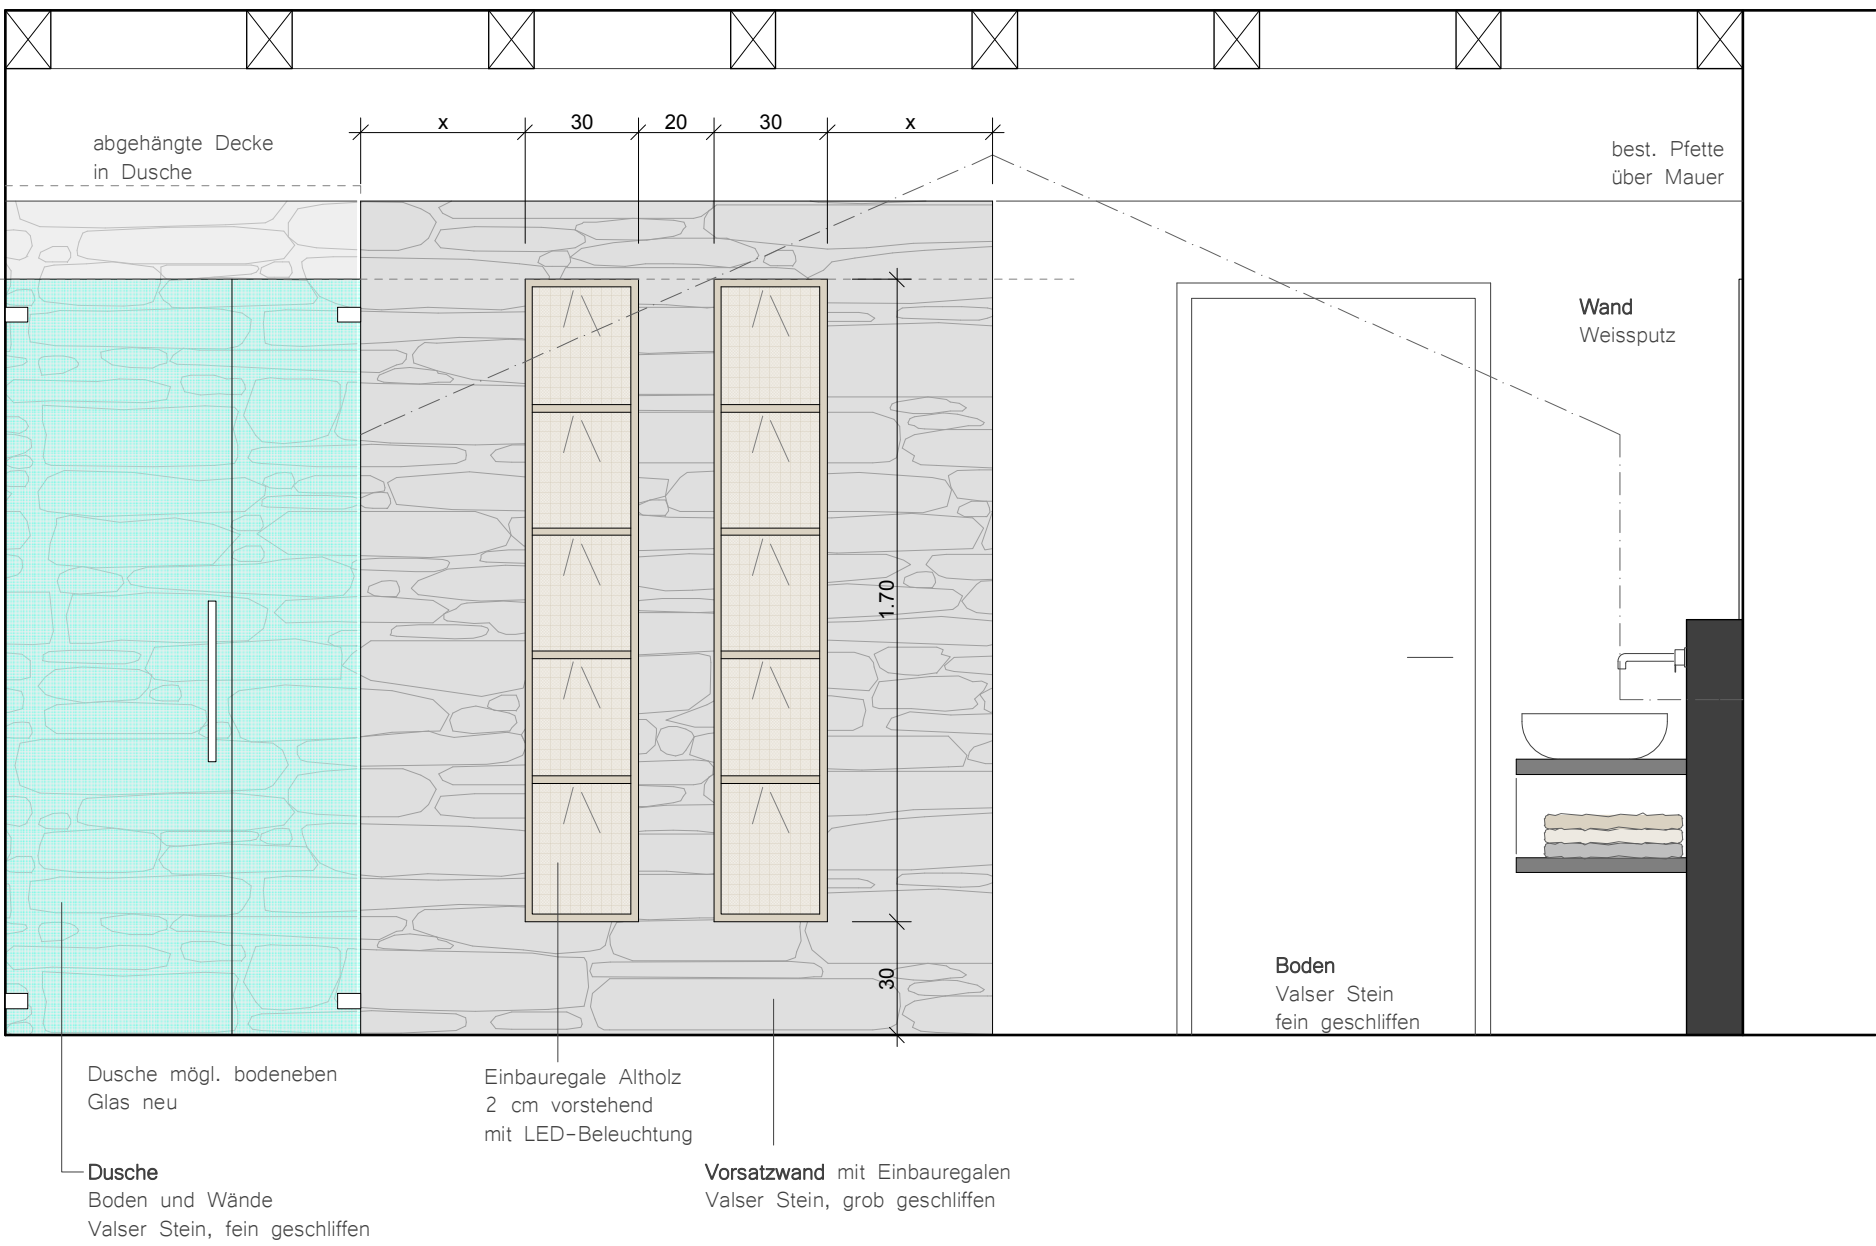 x 30 20 30 x
abgehängte Decke
in Dusche
best. Pfette
über Mauer
Wand
Weissputz
1.70
30
Boden
Valser Stein
fein geschliffen
Dusche mögl. bodeneben
Glas neu
Einbauregale Altholz
2 cm vorstehend
mit LED-Beleuchtung
Dusche
Boden und Wände
Valser Stein, fein geschliffen
Vorsatzwand mit Einbauregalen
Valser Stein, grob geschliffen